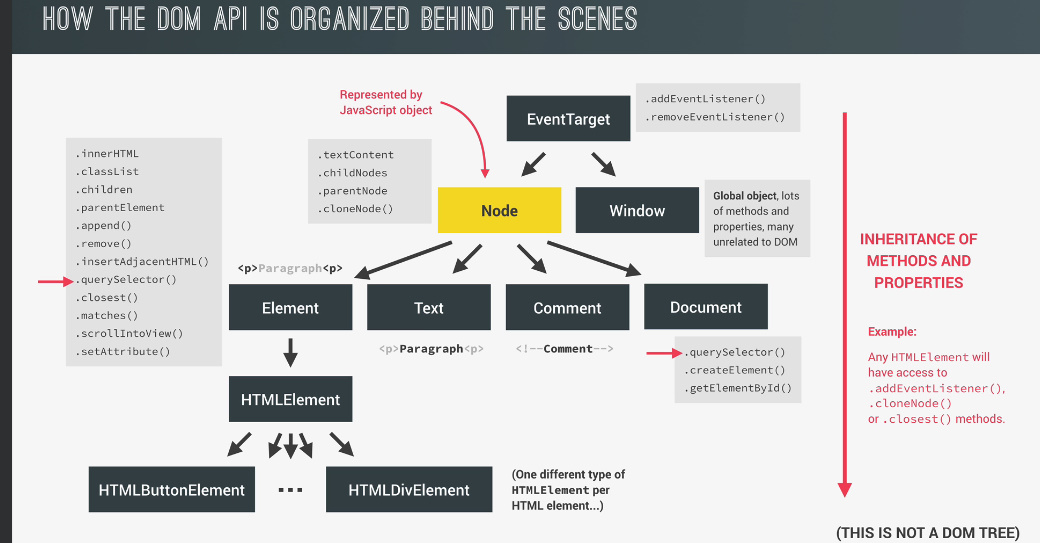 HOW THE DOM API IS ORGANIZED BEHIND THE SCENES
Represented by
JavaScript object
EventTarget
.addEventListener()
.removeEventListener()
.innerHTML
.classList
.children
.parentElement
.append()
.remove()
.insertAdjacentHTML()
.querySelector()
.closest()
.matches()
.scrollIntoView()
.setAttribute()
.textContent
.childNodes
.parentNode
.cloneNode()
Node
Window
Global object, lots
of methods and
properties, many
unrelated to DOM
<p>Paragraph<p>
Element
Text
Comment
Document
<p>Paragraph<p>
<!--Comment-->
.querySelector()
.createElement()
.getElementById()
HTMLElement
HTMLButtonElement
...
HTMLDivElement
(One different type of
HTMLElement per
HTML element...)
INHERITANCE OF
METHODS AND
PROPERTIES
Example:
Any HTMLElement will
have access to
.addEventListener(),
.cloneNode()
or .closest() methods.
(THIS IS NOT A DOM TREE)